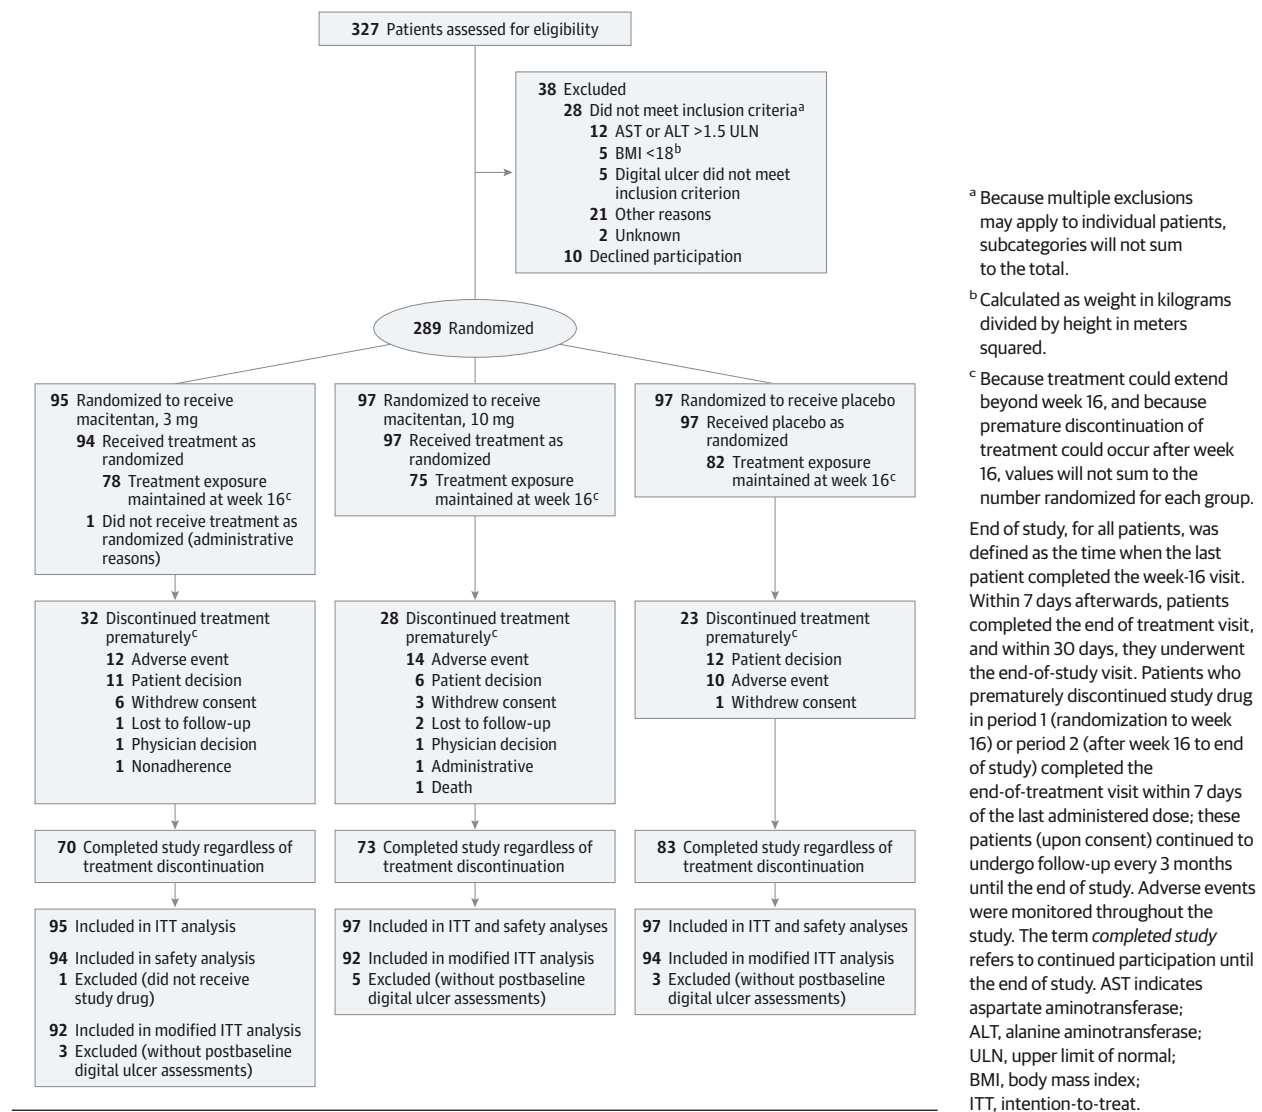 327 Patients assessed for eligibility
38 Excluded
28 Did not meet inclusion criteriaa
12 AST or ALT >1.5 ULN
5 BMI <18b
5 Digital ulcer did not meet
inclusion criterion
21 Other reasons
2 Unknown
10 Declined participation
289 Randomized
95 Randomized to receive
macitentan, 3 mg
94 Received treatment as
randomized
78 Treatment exposure
maintained at week 16c
1 Did not receive treatment as
randomized (administrative
reasons)
97 Randomized to receive
macitentan, 10 mg
97 Received treatment as
randomized
75 Treatment exposure
maintained at week 16c
97 Randomized to receive placebo
97 Received placebo as
randomized
82 Treatment exposure
maintained at week 16c
32 Discontinued treatment
prematurelyc
12 Adverse event
11 Patient decision
6 Withdrew consent
1 Lost to follow-up
1 Physician decision
1 Nonadherence
28 Discontinued treatment
prematurelyc
14 Adverse event
6 Patient decision
3 Withdrew consent
2 Lost to follow-up
1 Physician decision
1 Administrative
1 Death
23 Discontinued treatment
prematurelyc
12 Patient decision
10 Adverse event
1 Withdrew consent
70 Completed study regardless of
treatment discontinuation
73 Completed study regardless of
treatment discontinuation
83 Completed study regardless of
treatment discontinuation
95 Included in ITT analysis
94 Included in safety analysis
1 Excluded (did not receive
study drug)
92 Included in modified ITT analysis
3 Excluded (without postbaseline
digital ulcer assessments)
97 Included in ITT and safety analyses
92 Included in modified ITT analysis
5 Excluded (without postbaseline
digital ulcer assessments)
97 Included in ITT and safety analyses
94 Included in modified ITT analysis
3 Excluded (without postbaseline
digital ulcer assessments)
a Because multiple exclusions
may apply to individual patients,
subcategories will not sum
to the total.
b Calculated as weight in kilograms
divided by height in meters
squared.
c Because treatment could extend
beyond week 16, and because
premature discontinuation of
treatment could occur after week
16, values will not sum to the
number randomized for each group.
End of study, for all patients, was
defined as the time when the last
patient completed the week-16 visit.
Within 7 days afterwards, patients
completed the end of treatment visit,
and within 30 days, they underwent
the end-of-study visit. Patients who
prematurely discontinued study drug
in period 1 (randomization to week
16) or period 2 (after week 16 to end
of study) completed the
end-of-treatment visit within 7 days
of the last administered dose; these
patients (upon consent) continued to
undergo follow-up every 3 months
until the end of study. Adverse events
were monitored throughout the
study. The term completed study
refers to continued participation until
the end of study. AST indicates
aspartate aminotransferase;
ALT, alanine aminotransferase;
ULN, upper limit of normal;
BMI, body mass index;
ITT, intention-to-treat.